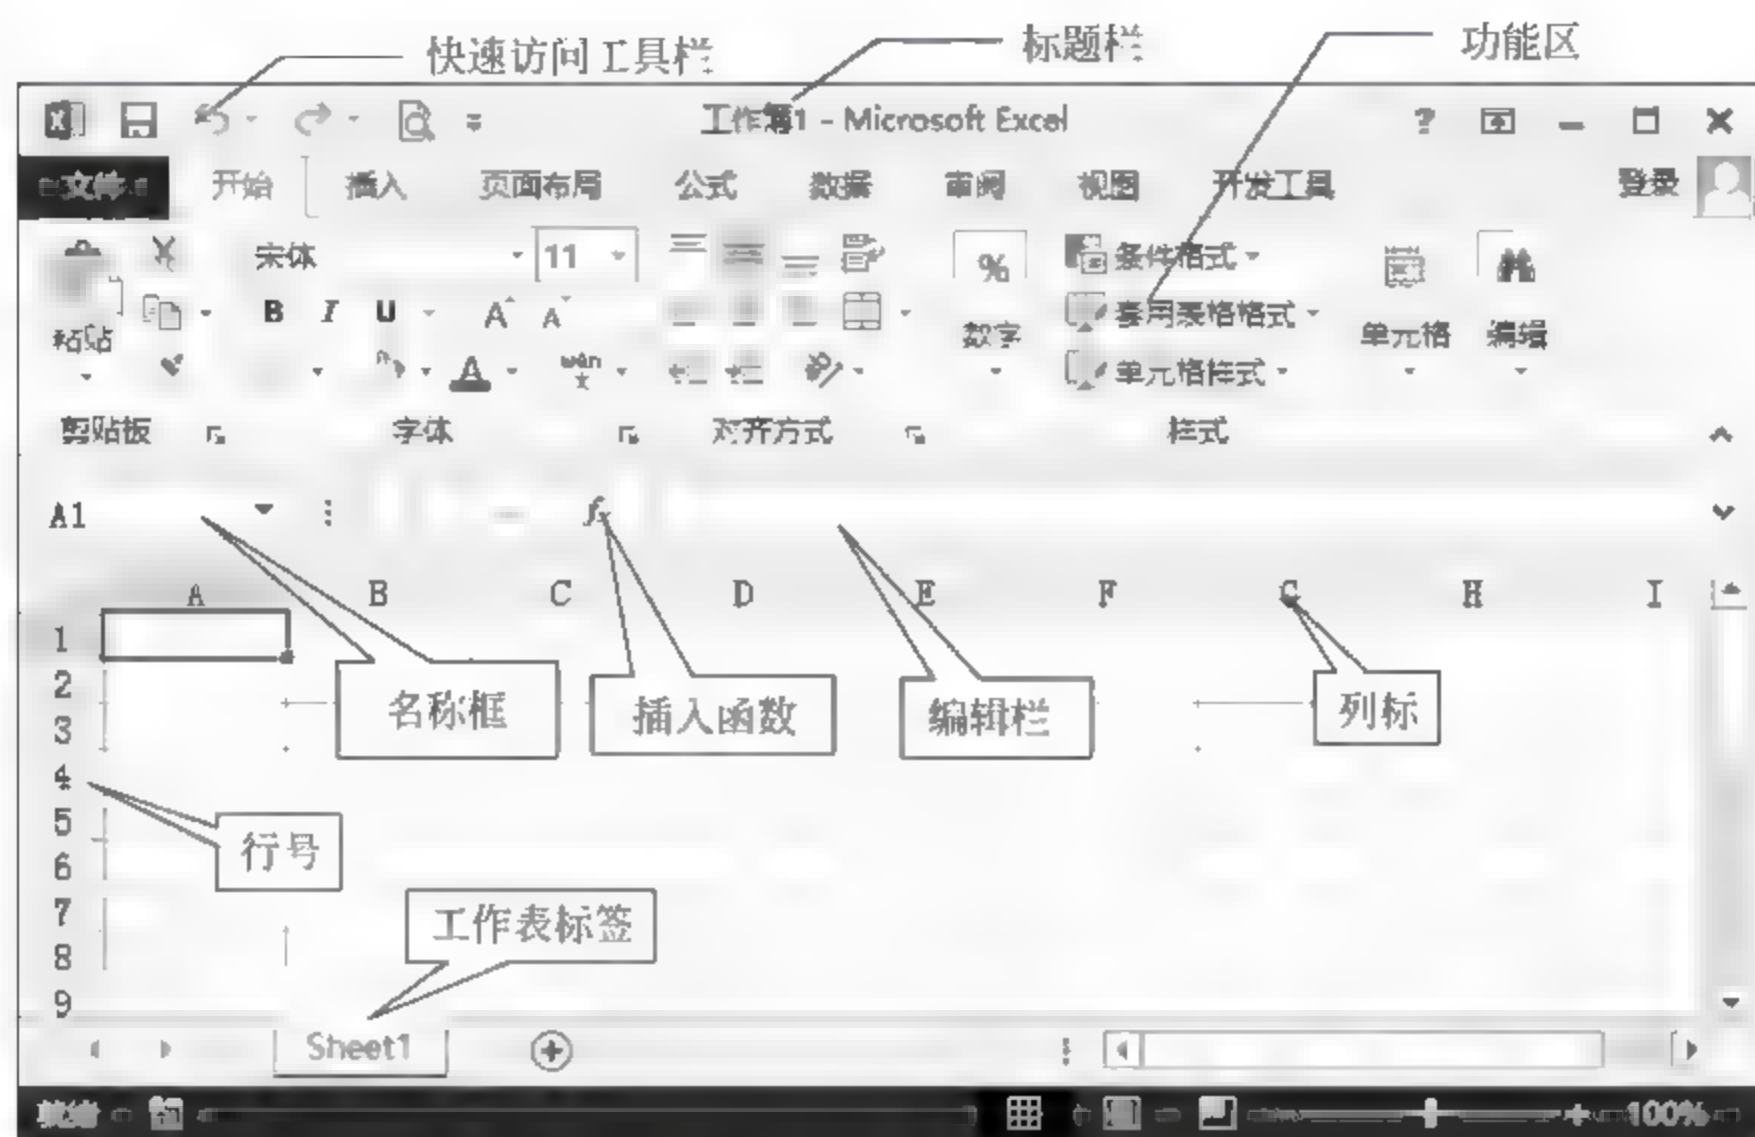 快速访问工具栏 标题栏 功能区
工作簿1 - Microsoft Excel ?
文件 开始 插入 页面布局 公式 数据 审阅 视图 开发工具 登录
宋体 11 % 条件格式
粘贴 B I U A A 数字 套用表格格式 单元格 编辑
A wén 文 单元格样式
剪贴板 字体 对齐方式 样式
A1 fx
A B C D E F G H I
1
2
3
名称框 插入函数 编辑栏 列标
4
5
行号
6
7
工作表标签
8
9
Sheet1
就绪 100%